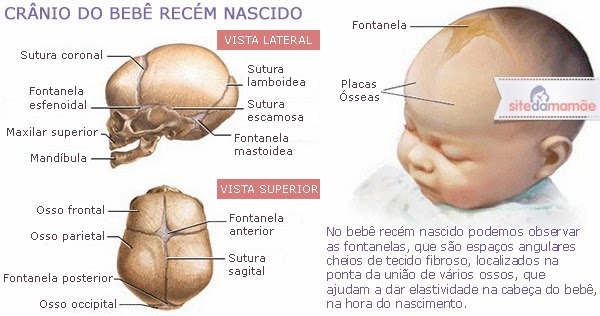 CRÂNIO DO BEBÊ RECÉM NASCIDO
VISTA LATERAL
Sutura coronal
Sutura
lamboidea
Fontanela
esfenoidal
Sutura
escamosa
Maxilar superior
Fontanela
mastoidea
Mandíbula
VISTA SUPERIOR
Osso frontal
Fontanela
anterior
Osso parietal
Sutura
sagital
Fontanela posterior
Osso occipital
Fontanela
Placas
Ósseas
sitedamamãe
No bebê recém nascido podemos observar
as fontanelas, que são espaços angulares
cheios de tecido fibroso, localizados na
ponta da união de vários ossos, que
ajudam a dar elastividade na cabeça do bebê,
na hora do nascimento.